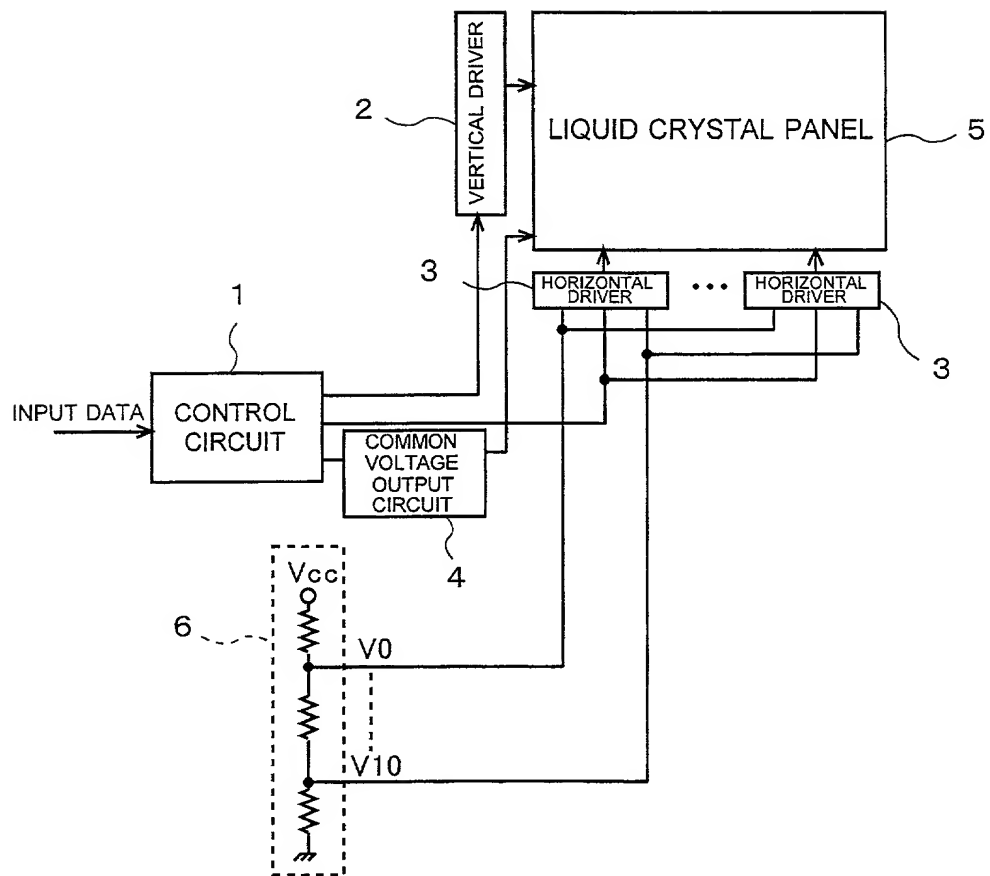 2
VERTICAL DRIVER
LIQUID CRYSTAL PANEL
5
3
HORIZONTAL
DRIVER
HORIZONTAL
DRIVER
3
1
INPUT DATA
CONTROL
CIRCUIT
COMMON
VOLTAGE
OUTPUT
CIRCUIT
4
Vcc
6
V0
V10